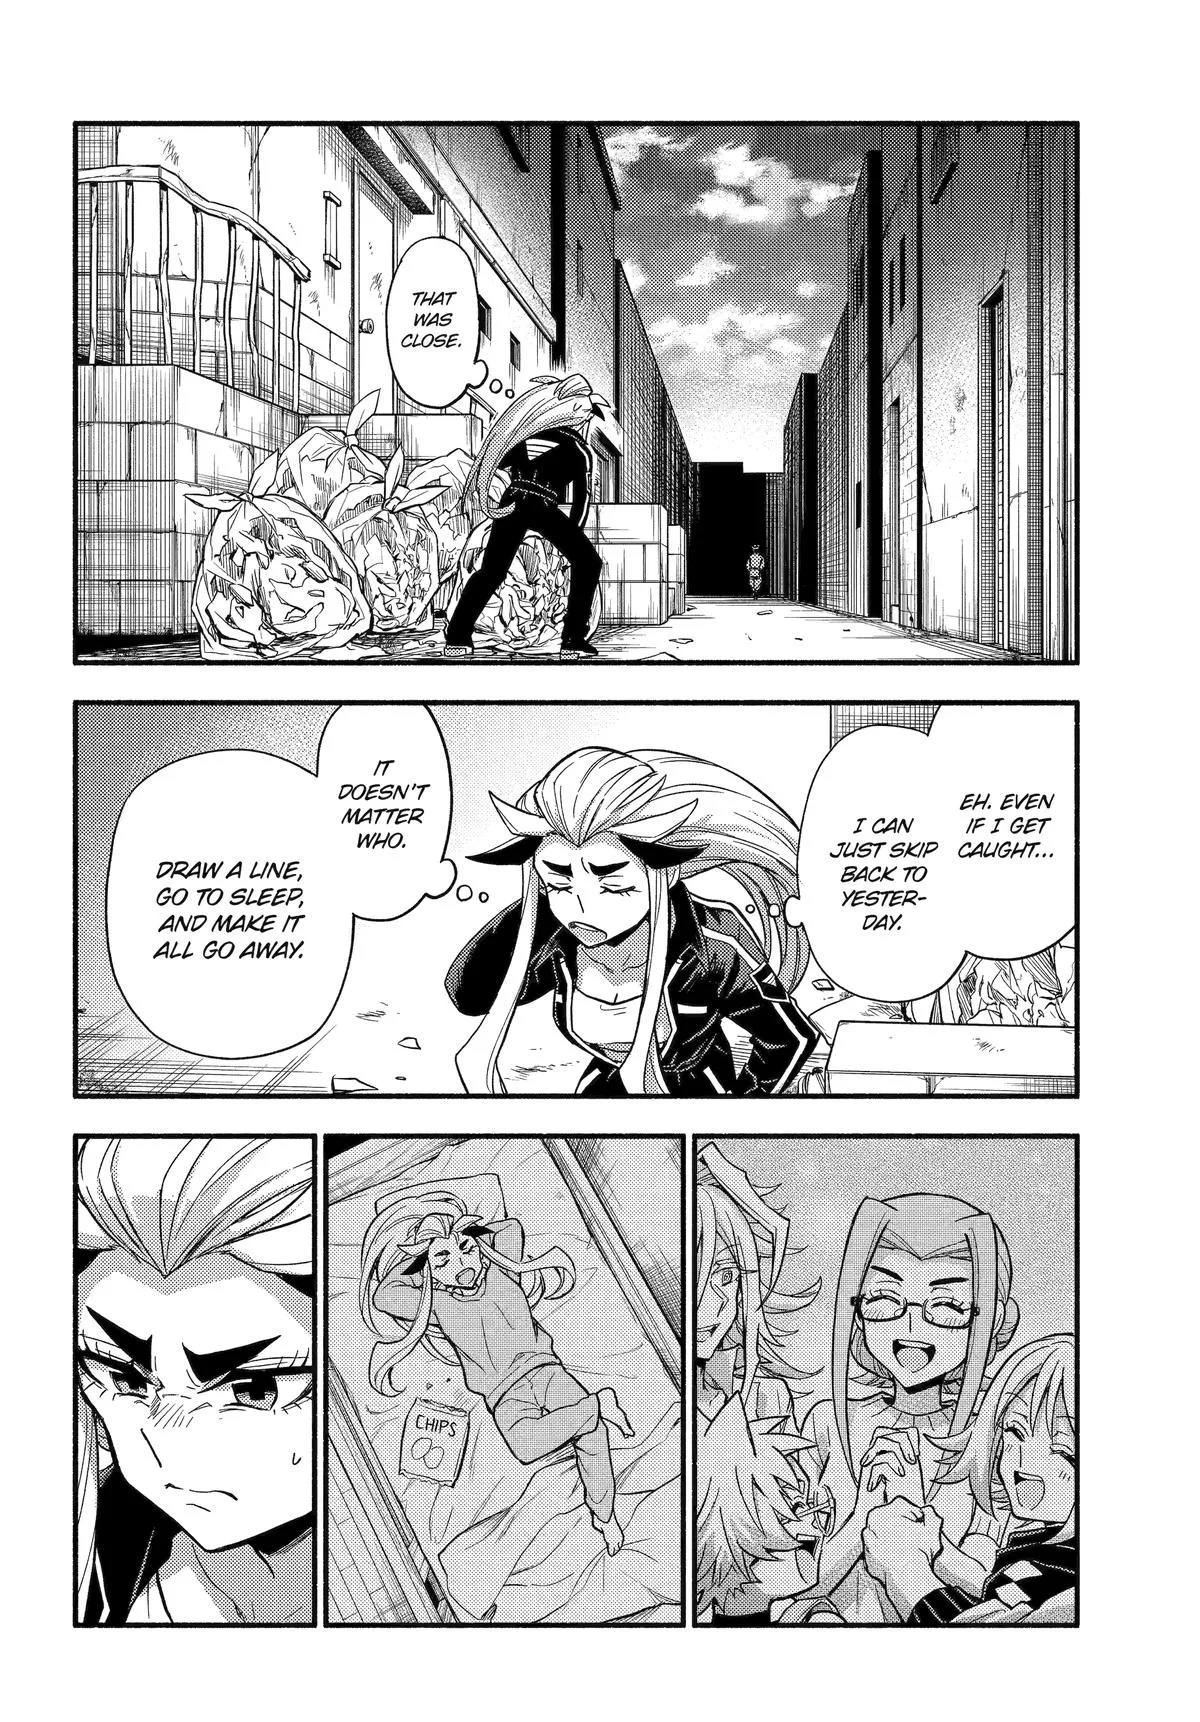 THAT
WAS
CLOSE.
EH. EVEN
IF I GET
CAUGHT...
I CAN
JUST SKIP
BACK TO
YESTER-
DAY.
IT
DOESN'T
MATTER
WHO.
DRAW A LINE,
GO TO SLEEP,
AND MAKE IT
ALL GO AWAY.
CHIPS